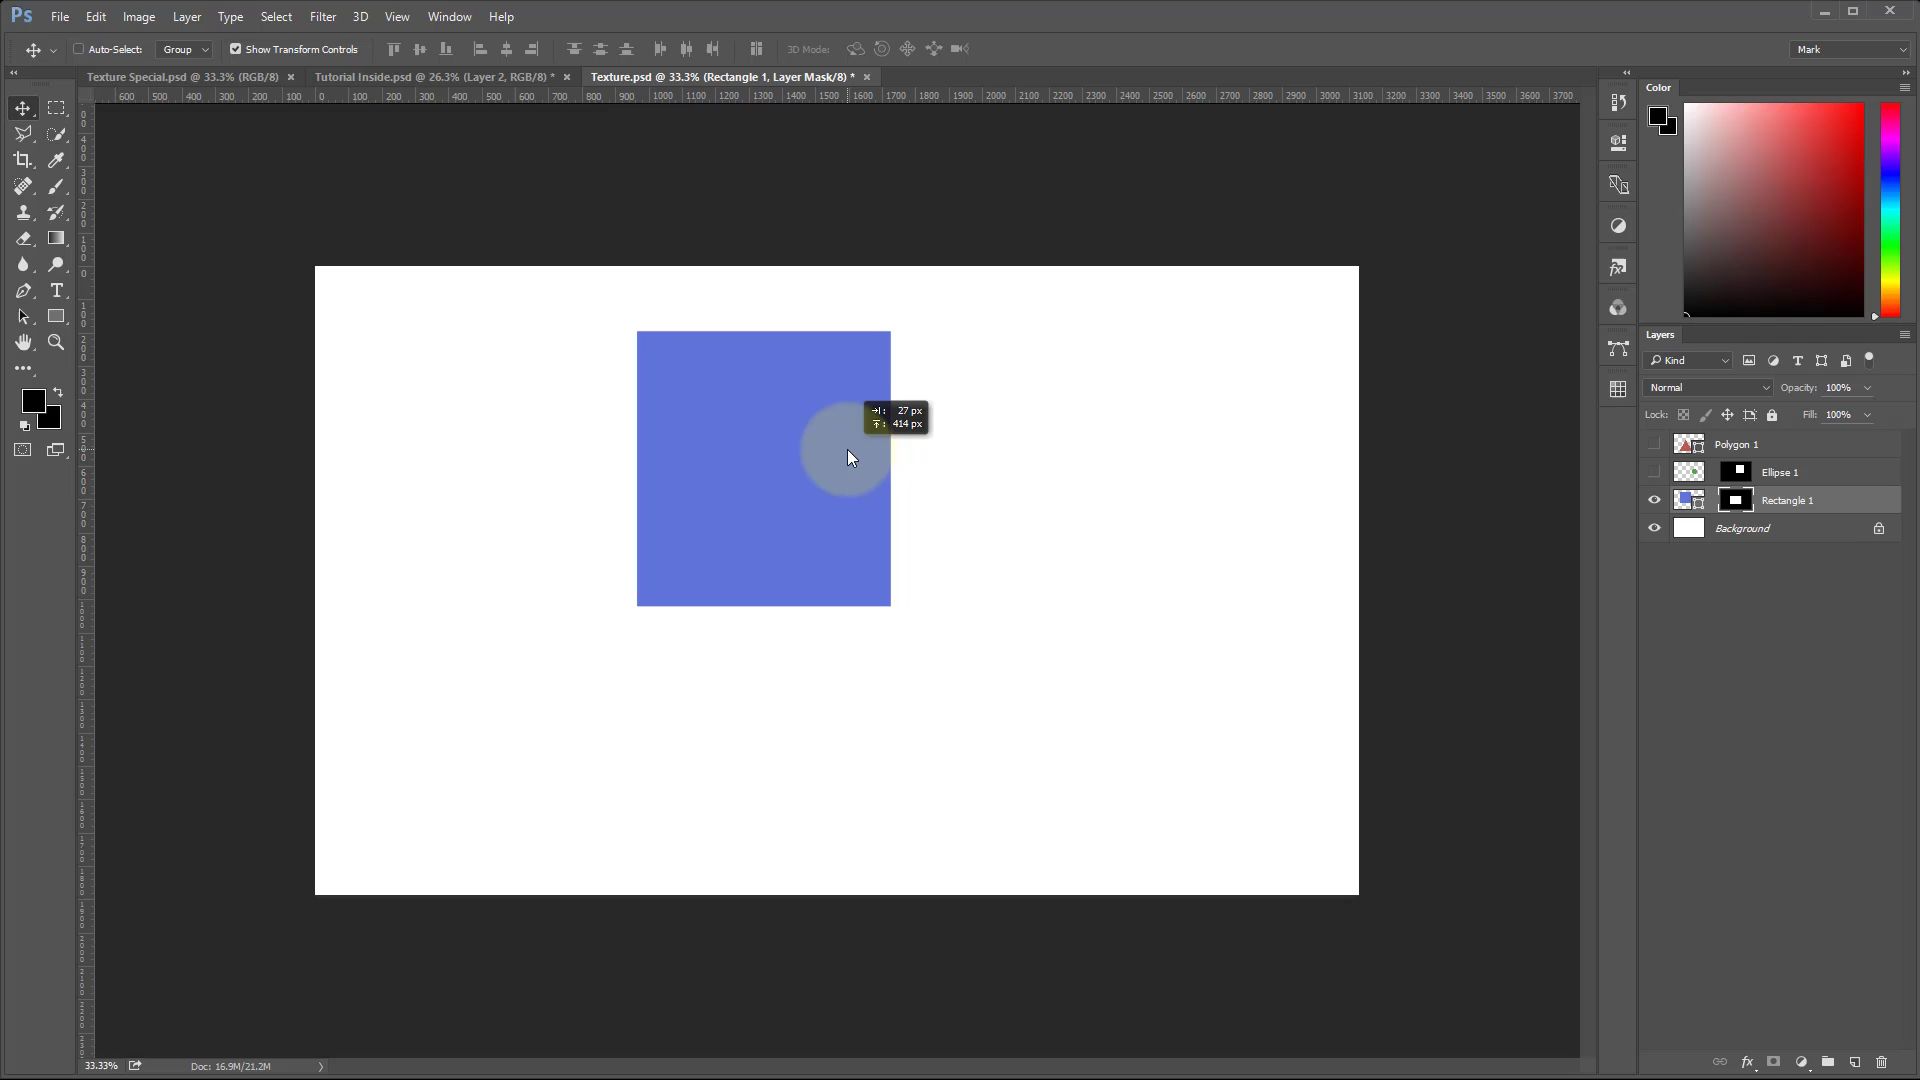 Ps File Edit Image Layer Type Select Filter 3D View Window Help
Auto-Select: Group Show Transform Controls 3D Mode: Mark
Texture Special.psd @ 33.3% (RGB/8) Tutorial Inside.psd @ 26.3% (Layer 2, RGB/8) * Texture.psd @ 33.3% (Rectangle 1, Layer Mask/8) *
600 500 400 300 200 100 0 100 200 300 400 500 600 700 800 900 1000 1100 1200 1300 1400 1500 1600 1700 1800 1900 2000 2100 2200 2300 2400 2500 2600 2700 2800 2900 3000 3100 3200 3300 3400 3500 3600 3700
Color
Layers
Kind
Normal Opacity: 100%
Lock: Fill: 100%
Polygon 1
Ellipse 1
Rectangle 1
Background
27 px
414 px
33.33% Doc: 16.9M/21.2M